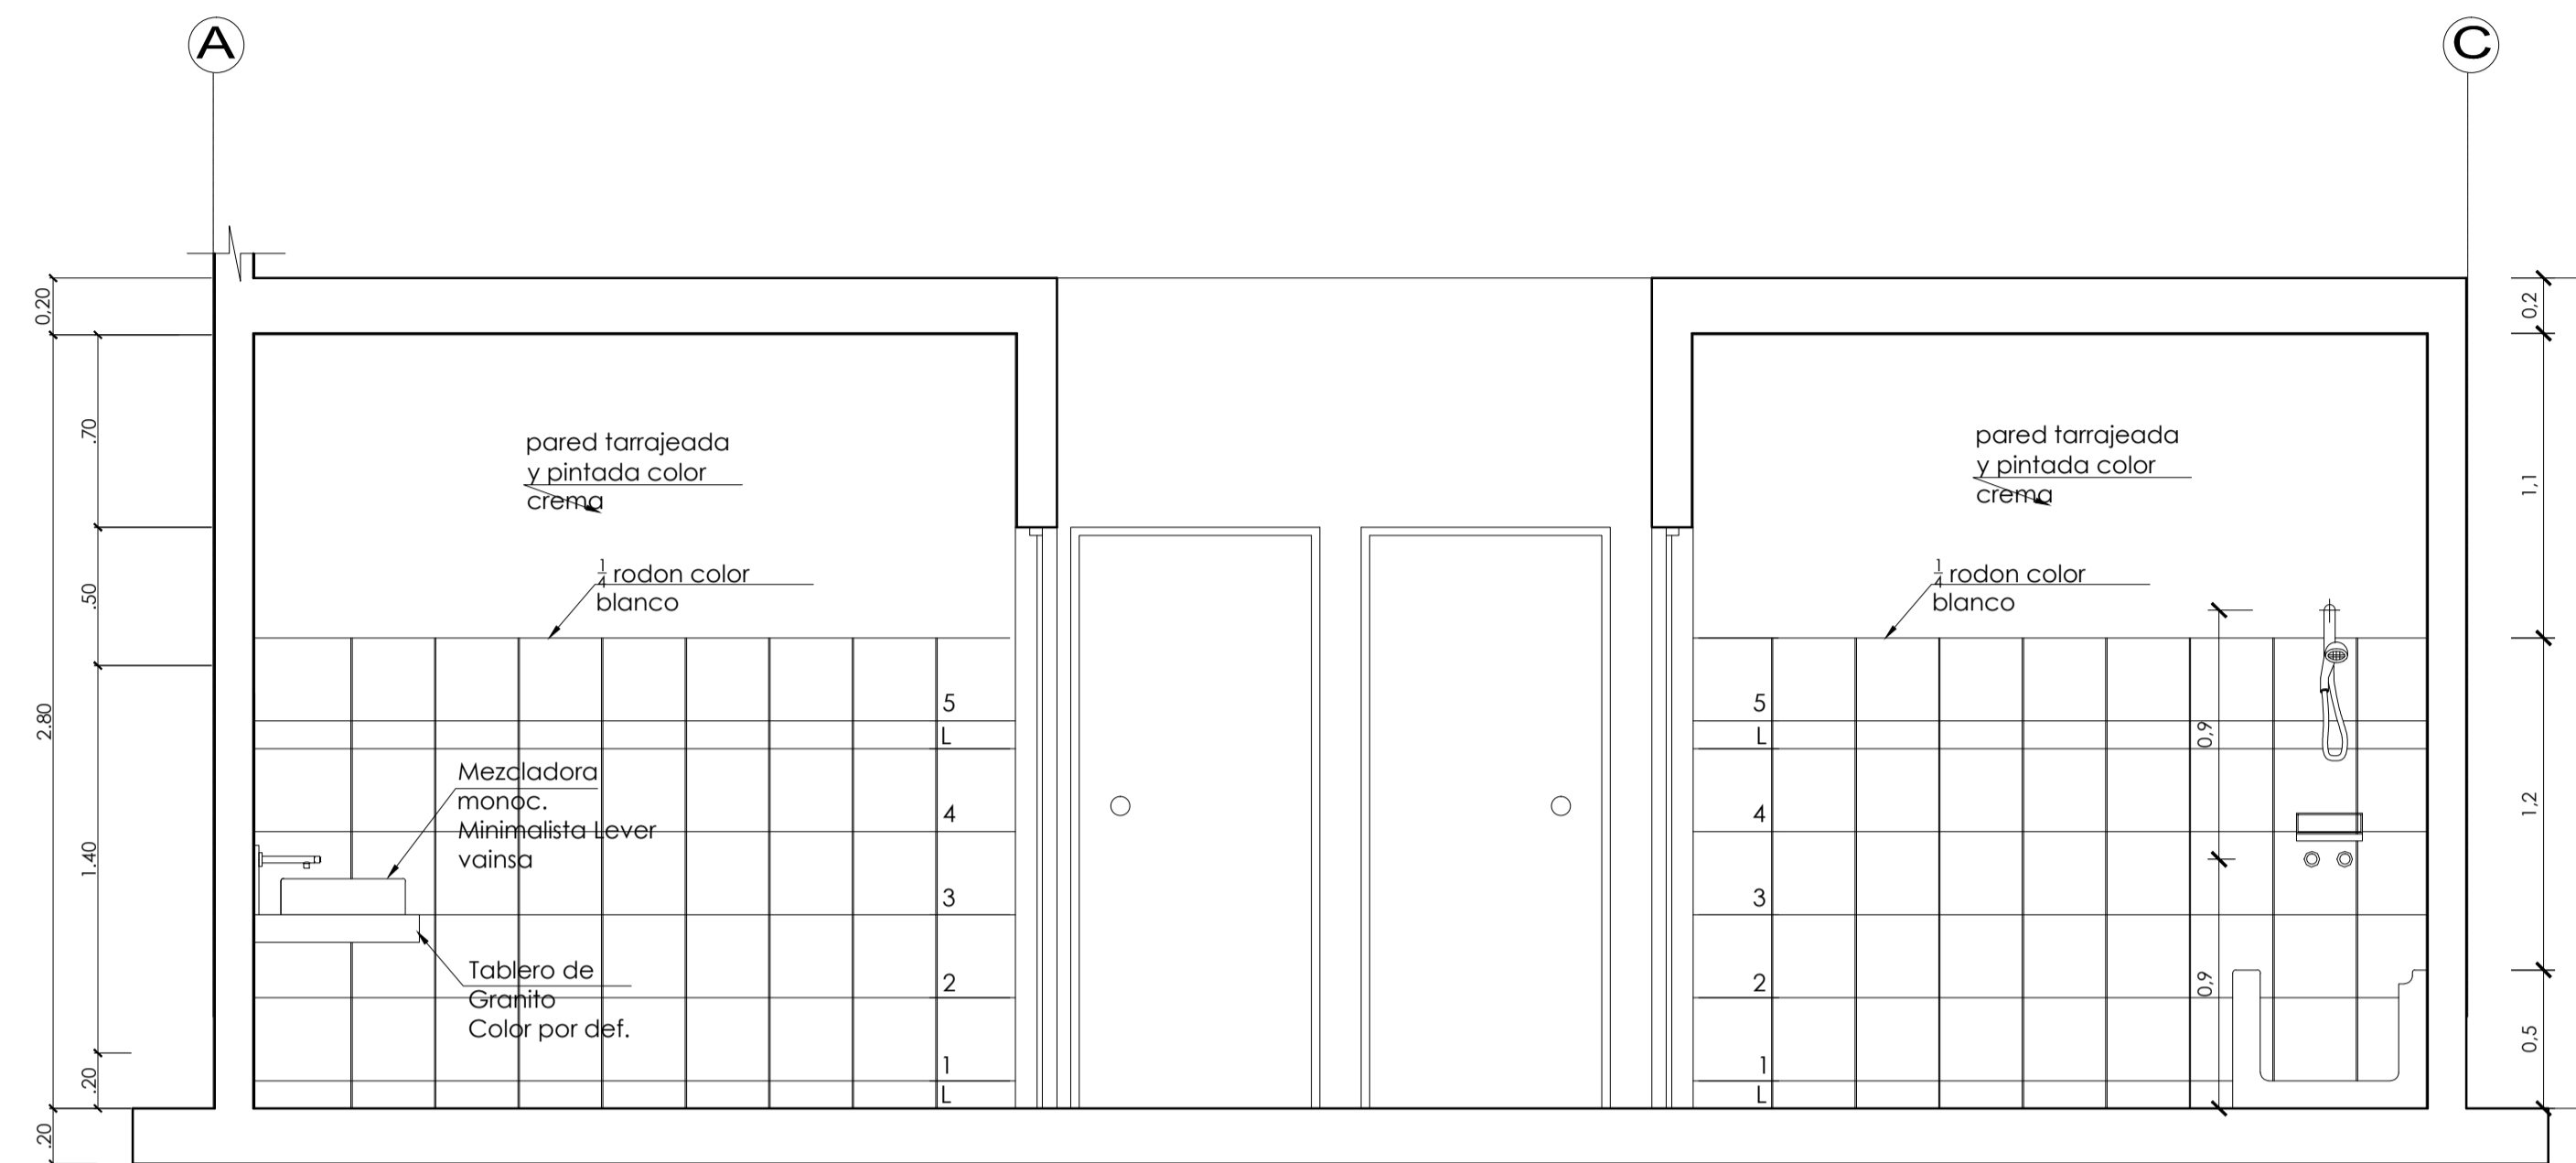 A
C
0,20
0,2
.70
pared tarrajeada
y pintada color
crema
pared tarrajeada
y pintada color
crema
1,1
.50
1/4 rodon color
blanco
1/4 rodon color
blanco
2.80
5
L
5
L
0,9
Mezcladora
monoc.
Minimalista Lever
vainsa
4
4
1,2
1.40
3
3
Tablero de
Granito
Color por def.
2
2
0,9
0,5
.20
1
L
1
L
.20